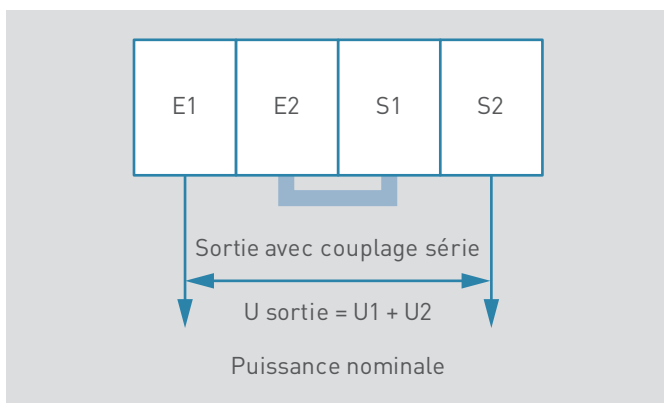 E1 E2 S1 S2
Sortie avec couplage série
U sortie = U1 + U2
Puissance nominale